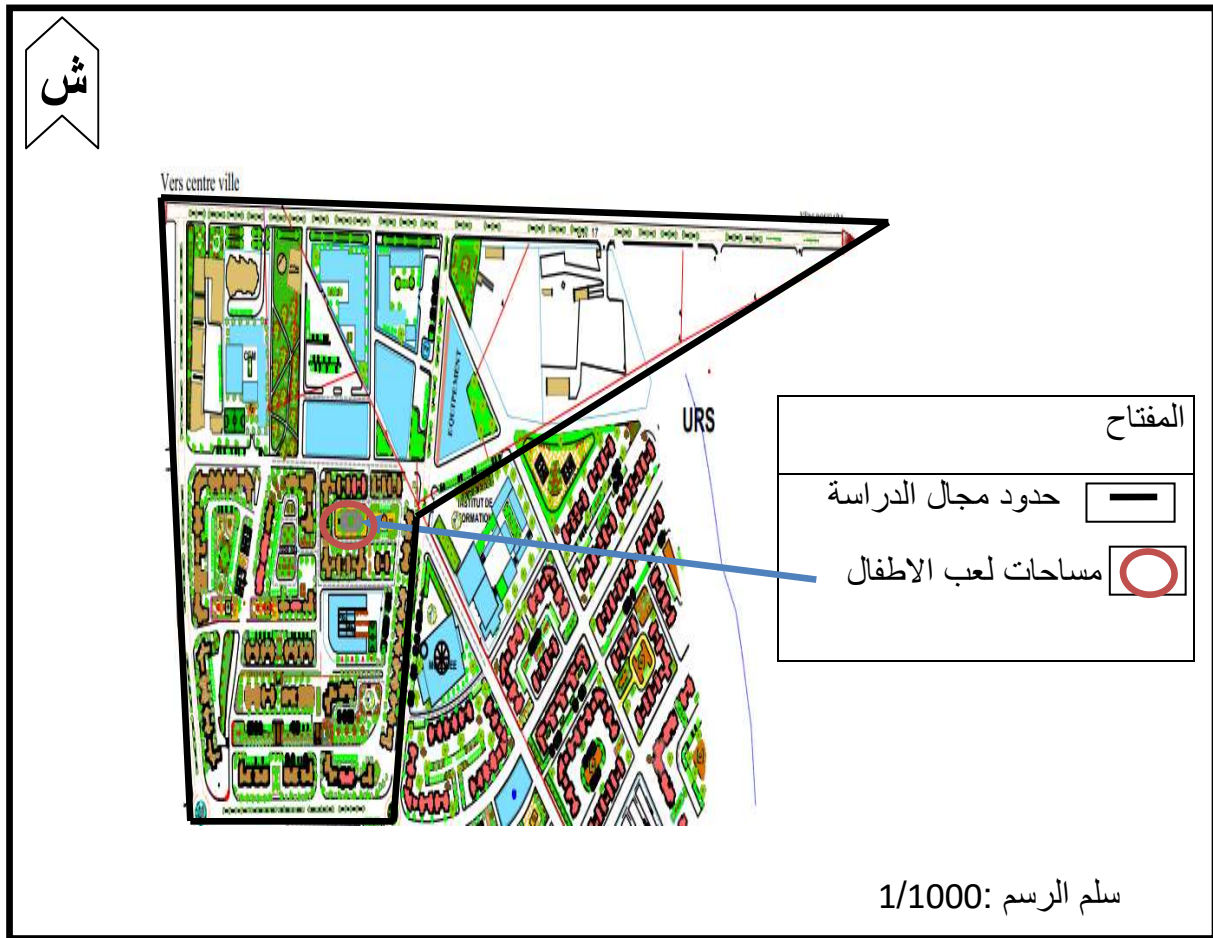 ش
Vers centre ville
EQUIPEMENT
URS
INSTITUT DE
FORMATION
المفتاح
حدود مجال الدراسة
مساحات لعب الاطفال
سلم الرسم :1/1000